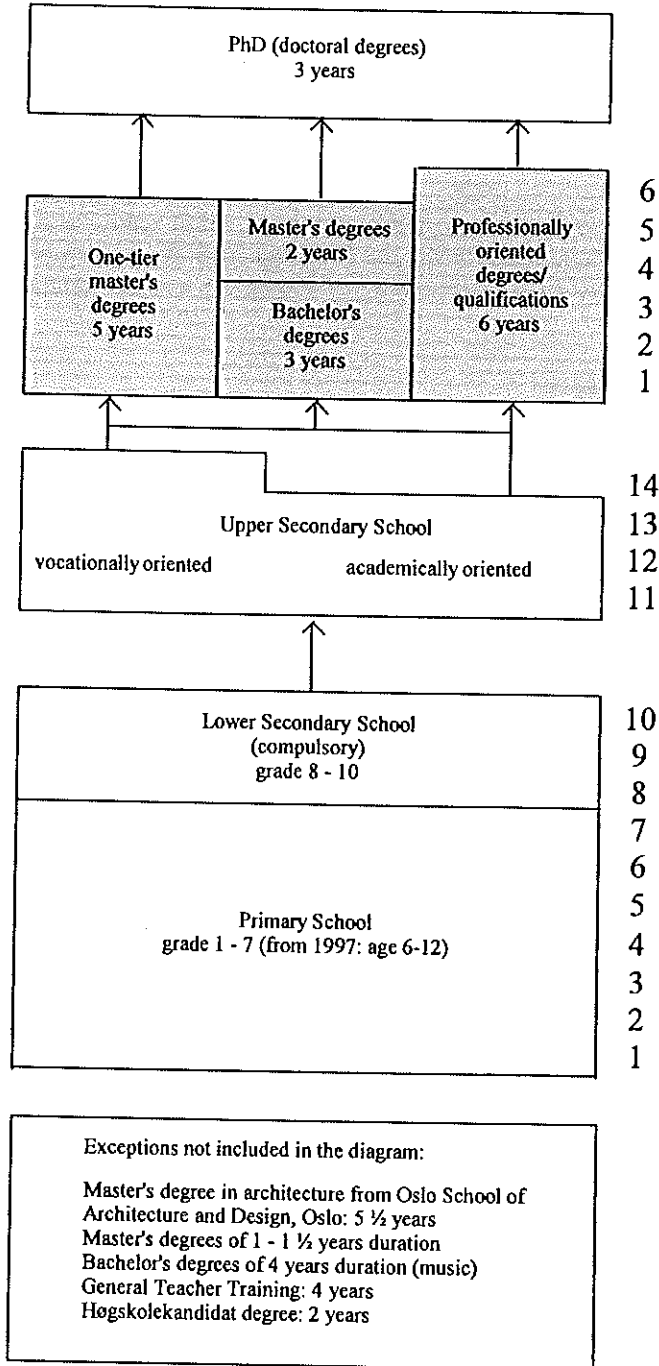 PhD (doctoral degrees)
3 years
6
5
4
3
2
1
One-tier
master's
degrees
5 years
Master's degrees
2 years
Bachelor's
degrees
3 years
Professionally
oriented
degrees/
qualifications
6 years
14
13
12
11
Upper Secondary School
vocationally oriented
academically oriented
Lower Secondary School
(compulsory)
grade 8 - 10
10
9
8
7
6
5
4
3
2
1
Primary School
grade 1 - 7 (from 1997: age 6-12)
Exceptions not included in the diagram:
Master's degree in architecture from Oslo School of
Architecture and Design, Oslo: 5 ½ years
Master's degrees of 1 - 1 ½ years duration
Bachelor's degrees of 4 years duration (music)
General Teacher Training: 4 years
Høgskolekandidat degree: 2 years